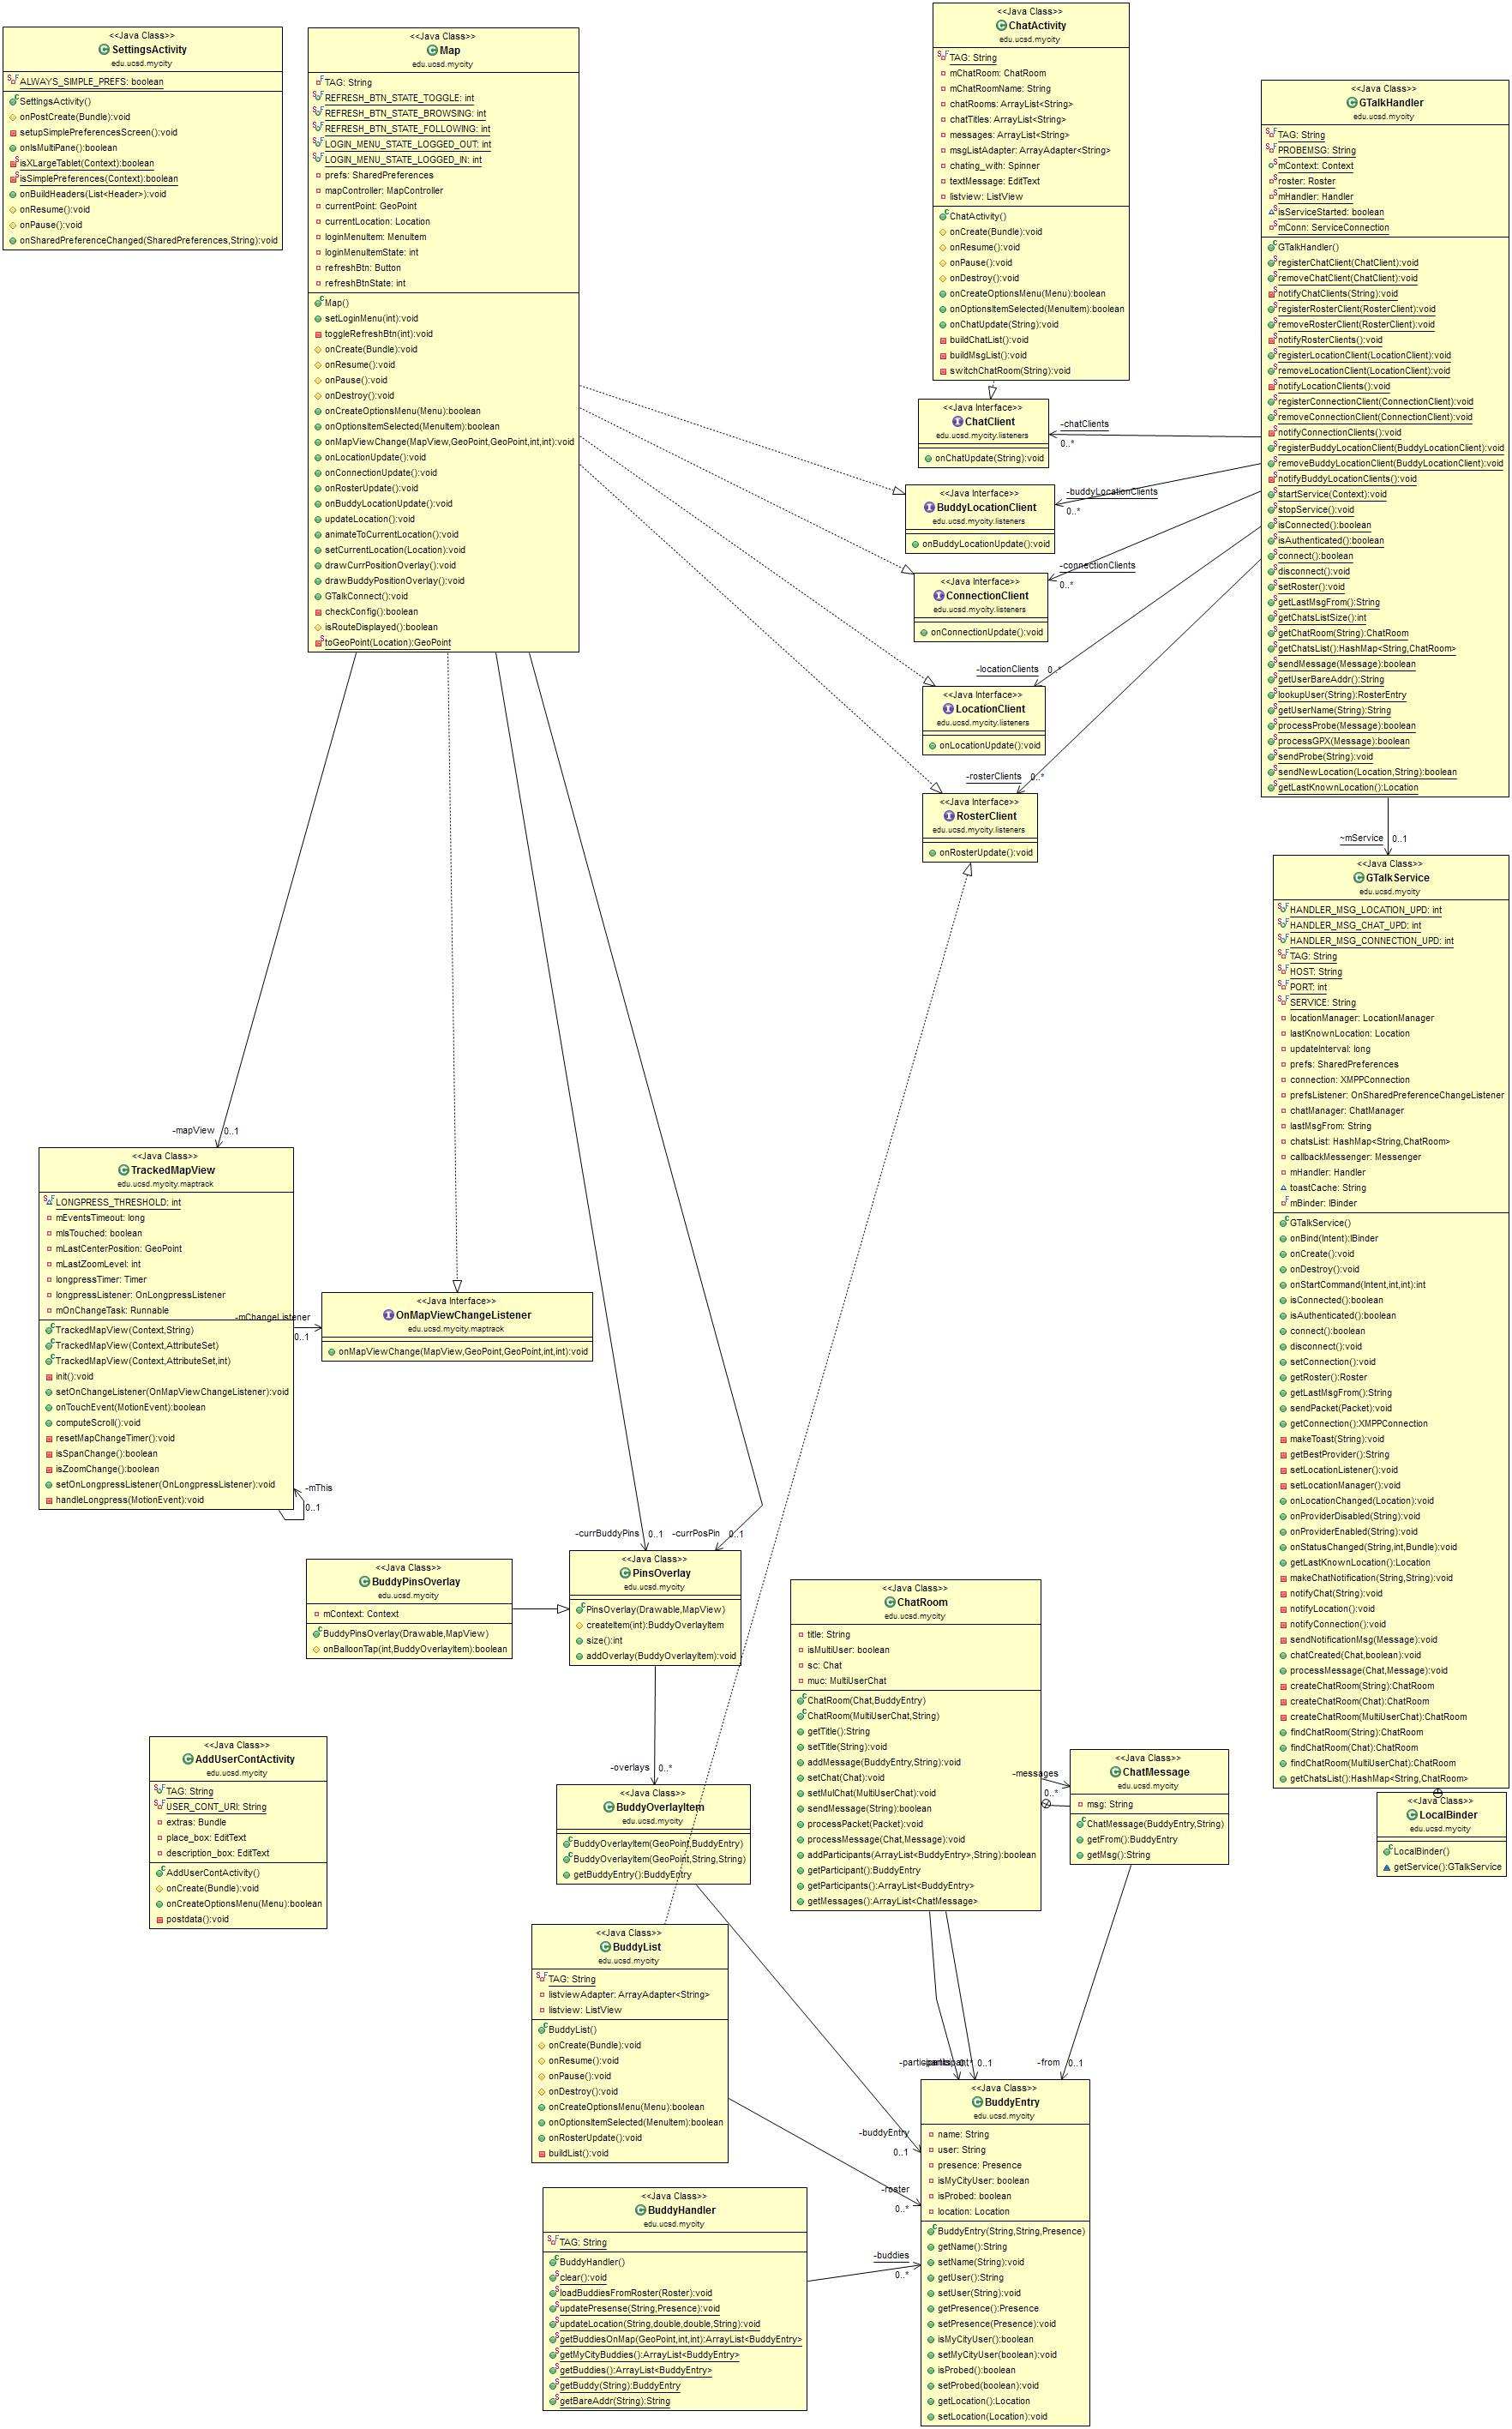 <<Java Class>>
SettingsActivity
edu.ucsd.mycity
ALWAYS_SIMPLE_PREFS: boolean
SettingsActivity()
onPostCreate(Bundle):void
setupSimplePreferencesScreen():void
onIsMultiPane():boolean
isXLargeTablet(Context):boolean
isSimplePreferences(Context):boolean
onBuildHeaders(List<Header>):void
onResume():void
onPause():void
onSharedPreferenceChanged(SharedPreferences,String):void
<<Java Class>>
Map
edu.ucsd.mycity
TAG: String
REFRESH_BTN_STATE_TOGGLE: int
REFRESH_BTN_STATE_BROWSING: int
REFRESH_BTN_STATE_FOLLOWING: int
LOGIN_MENU_STATE_LOGGED_OUT: int
LOGIN_MENU_STATE_LOGGED_IN: int
prefs: SharedPreferences
mapController: MapController
currentPoint: GeoPoint
currentLocation: Location
loginMenuItem: MenuItem
loginMenuItemState: int
refreshBtn: Button
refreshBtnState: int
Map()
setLoginMenu(int):void
toggleRefreshBtn(int):void
onCreate(Bundle):void
onResume():void
onPause():void
onDestroy():void
onCreateOptionsMenu(Menu):boolean
onOptionsItemSelected(MenuItem):boolean
onMapViewChange(MapView,GeoPoint,GeoPoint,int,int):void
onLocationUpdate():void
onConnectionUpdate():void
onRosterUpdate():void
onBuddyLocationUpdate():void
updateLocation():void
animateToCurrentLocation():void
setCurrentLocation(Location):void
drawCurrPositionOverlay():void
drawBuddyPositionOverlay():void
GTalkConnect():void
checkConfig():boolean
isRouteDisplayed():boolean
toGeoPoint(Location):GeoPoint
<<Java Class>>
ChatActivity
edu.ucsd.mycity
TAG: String
mChatRoom: ChatRoom
mChatRoomName: String
chatRooms: ArrayList<String>
chatTitles: ArrayList<String>
messages: ArrayList<String>
msgListAdapter: ArrayAdapter<String>
chating_with: Spinner
textMessage: EditText
listview: ListView
ChatActivity()
onCreate(Bundle):void
onResume():void
onPause():void
onDestroy():void
onCreateOptionsMenu(Menu):boolean
onOptionsItemSelected(MenuItem):boolean
onChatUpdate(String):void
buildChatList():void
buildMsgList():void
switchChatRoom(String):void
<<Java Class>>
GTalkHandler
edu.ucsd.mycity
TAG: String
PROBEMSG: String
mContext: Context
roster: Roster
mHandler: Handler
isServiceStarted: boolean
mConn: ServiceConnection
GTalkHandler()
registerChatClient(ChatClient):void
removeChatClient(ChatClient):void
notifyChatClients(String):void
registerRosterClient(RosterClient):void
removeRosterClient(RosterClient):void
notifyRosterClients():void
registerLocationClient(LocationClient):void
removeLocationClient(LocationClient):void
notifyLocationClients():void
registerConnectionClient(ConnectionClient):void
removeConnectionClient(ConnectionClient):void
notifyConnectionClients():void
registerBuddyLocationClient(BuddyLocationClient):void
removeBuddyLocationClient(BuddyLocationClient):void
notifyBuddyLocationClients():void
startService(Context):void
stopService():void
isConnected():boolean
isAuthenticated():boolean
connect():boolean
disconnect():void
setRoster():void
getLastMsgFrom():String
getChatsListSize():int
getChatRoom(String):ChatRoom
getChatsList():HashMap<String,ChatRoom>
sendMessage(Message):boolean
getUserBareAddr():String
lookupUser(String):RosterEntry
getUserName(String):String
processProbe(Message):boolean
processGPX(Message):boolean
sendProbe(String):void
sendNewLocation(Location,String):boolean
getLastKnownLocation():Location
<<Java Interface>>
ChatClient
edu.ucsd.mycity.listeners
onChatUpdate(String):void
-chatClients
0..*
<<Java Interface>>
BuddyLocationClient
edu.ucsd.mycity.listeners
onBuddyLocationUpdate():void
-buddyLocationClients
0..*
<<Java Interface>>
ConnectionClient
edu.ucsd.mycity.listeners
onConnectionUpdate():void
-connectionClients
0..*
<<Java Interface>>
LocationClient
edu.ucsd.mycity.listeners
onLocationUpdate():void
-locationClients
0..*
<<Java Interface>>
RosterClient
edu.ucsd.mycity.listeners
onRosterUpdate():void
-rosterClients
0..*
~mService
0..1
<<Java Class>>
GTalkService
edu.ucsd.mycity
HANDLER_MSG_LOCATION_UPD: int
HANDLER_MSG_CHAT_UPD: int
HANDLER_MSG_CONNECTION_UPD: int
TAG: String
HOST: String
PORT: int
SERVICE: String
locationManager: LocationManager
lastKnownLocation: Location
updateInterval: long
prefs: SharedPreferences
connection: XMPPConnection
prefsListener: OnSharedPreferenceChangeListener
chatManager: ChatManager
lastMsgFrom: String
chatsList: HashMap<String,ChatRoom>
callbackMessenger: Messenger
mHandler: Handler
toastCache: String
mBinder: IBinder
GTalkService()
onBind(Intent):IBinder
onCreate():void
onDestroy():void
onStartCommand(Intent,int,int):int
isConnected():boolean
isAuthenticated():boolean
connect():boolean
disconnect():void
setConnection():void
getRoster():Roster
getLastMsgFrom():String
sendPacket(Packet):void
getConnection():XMPPConnection
makeToast(String):void
getBestProvider():String
setLocationListener():void
setLocationManager():void
onLocationChanged(Location):void
onProviderDisabled(String):void
onProviderEnabled(String):void
onStatusChanged(String,int,Bundle):void
getLastKnownLocation():Location
makeChatNotification(String,String):void
notifyChat(String):void
notifyLocation():void
notifyConnection():void
sendNotificationMsg(Message):void
chatCreated(Chat,boolean):void
processMessage(Chat,Message):void
createChatRoom(String):ChatRoom
createChatRoom(Chat):ChatRoom
createChatRoom(MultiUserChat):ChatRoom
findChatRoom(String):ChatRoom
findChatRoom(Chat):ChatRoom
findChatRoom(MultiUserChat):ChatRoom
getChatsList():HashMap<String,ChatRoom>
<<Java Class>>
LocalBinder
edu.ucsd.mycity
LocalBinder()
getService():GTalkService
-mapView
0..1
<<Java Class>>
TrackedMapView
edu.ucsd.mycity.maptrack
LONGPRESS_THRESHOLD: int
mEventsTimeout: long
mIsTouched: boolean
mLastCenterPosition: GeoPoint
mLastZoomLevel: int
longpressTimer: Timer
longpressListener: OnLongpressListener
mOnChangeTask: Runnable
TrackedMapView(Context,String)
TrackedMapView(Context,AttributeSet)
TrackedMapView(Context,AttributeSet,int)
init():void
setOnChangeListener(OnMapViewChangeListener):void
onTouchEvent(MotionEvent):boolean
computeScroll():void
resetMapChangeTimer():void
isSpanChange():boolean
isZoomChange():boolean
setOnLongpressListener(OnLongpressListener):void
handleLongpress(MotionEvent):void
-mChangeListener
0..1
-mThis
0..1
<<Java Interface>>
OnMapViewChangeListener
edu.ucsd.mycity.maptrack
onMapViewChange(MapView,GeoPoint,GeoPoint,int,int):void
-currBuddyPins
0..1
-currPosPin
0..1
<<Java Class>>
BuddyPinsOverlay
edu.ucsd.mycity
mContext: Context
BuddyPinsOverlay(Drawable,MapView)
onBalloonTap(int,BuddyOverlayItem):boolean
<<Java Class>>
PinsOverlay
edu.ucsd.mycity
PinsOverlay(Drawable,MapView)
createItem(int):BuddyOverlayItem
size():int
addOverlay(BuddyOverlayItem):void
-overlays
0..*
<<Java Class>>
AddUserContActivity
edu.ucsd.mycity
TAG: String
USER_CONT_URI: String
extras: Bundle
place_box: EditText
description_box: EditText
AddUserContActivity()
onCreate(Bundle):void
onCreateOptionsMenu(Menu):boolean
postdata():void
<<Java Class>>
BuddyOverlayItem
edu.ucsd.mycity
BuddyOverlayItem(GeoPoint,BuddyEntry)
BuddyOverlayItem(GeoPoint,String,String)
getBuddyEntry():BuddyEntry
<<Java Class>>
ChatRoom
edu.ucsd.mycity
title: String
isMultiUser: boolean
sc: Chat
muc: MultiUserChat
ChatRoom(Chat,BuddyEntry)
ChatRoom(MultiUserChat,String)
getTitle():String
setTitle(String):void
addMessage(BuddyEntry,String):void
setChat(Chat):void
setMulChat(MultiUserChat):void
sendMessage(String):boolean
processPacket(Packet):void
processMessage(Chat,Message):void
addParticipants(ArrayList<BuddyEntry>,String):boolean
getParticipant():BuddyEntry
getParticipants():ArrayList<BuddyEntry>
getMessages():ArrayList<ChatMessage>
-messages
0..*
<<Java Class>>
ChatMessage
edu.ucsd.mycity
msg: String
ChatMessage(BuddyEntry,String)
getFrom():BuddyEntry
getMsg():String
<<Java Class>>
BuddyList
edu.ucsd.mycity
TAG: String
listviewAdapter: ArrayAdapter<String>
listview: ListView
BuddyList()
onCreate(Bundle):void
onResume():void
onPause():void
onDestroy():void
onCreateOptionsMenu(Menu):boolean
onOptionsItemSelected(MenuItem):boolean
onRosterUpdate():void
buildList():void
0..1
-from
0..1
-buddyEntry
0..1
-roster
0..*
-buddies
0..*
<<Java Class>>
BuddyEntry
edu.ucsd.mycity
name: String
user: String
presence: Presence
isMyCityUser: boolean
isProbed: boolean
location: Location
BuddyEntry(String,String,Presence)
getName():String
setName(String):void
getUser():String
setUser(String):void
getPresence():Presence
setPresence(Presence):void
isMyCityUser():boolean
setMyCityUser(boolean):void
isProbed():boolean
setProbed(boolean):void
getLocation():Location
setLocation(Location):void
<<Java Class>>
BuddyHandler
edu.ucsd.mycity
TAG: String
BuddyHandler()
clear():void
loadBuddiesFromRoster(Roster):void
updatePresense(String,Presence):void
updateLocation(String,double,double,String):void
getBuddiesOnMap(GeoPoint,int,int):ArrayList<BuddyEntry>
getMyCityBuddies():ArrayList<BuddyEntry>
getBuddies():ArrayList<BuddyEntry>
getBuddy(String):BuddyEntry
getBareAddr(String):String